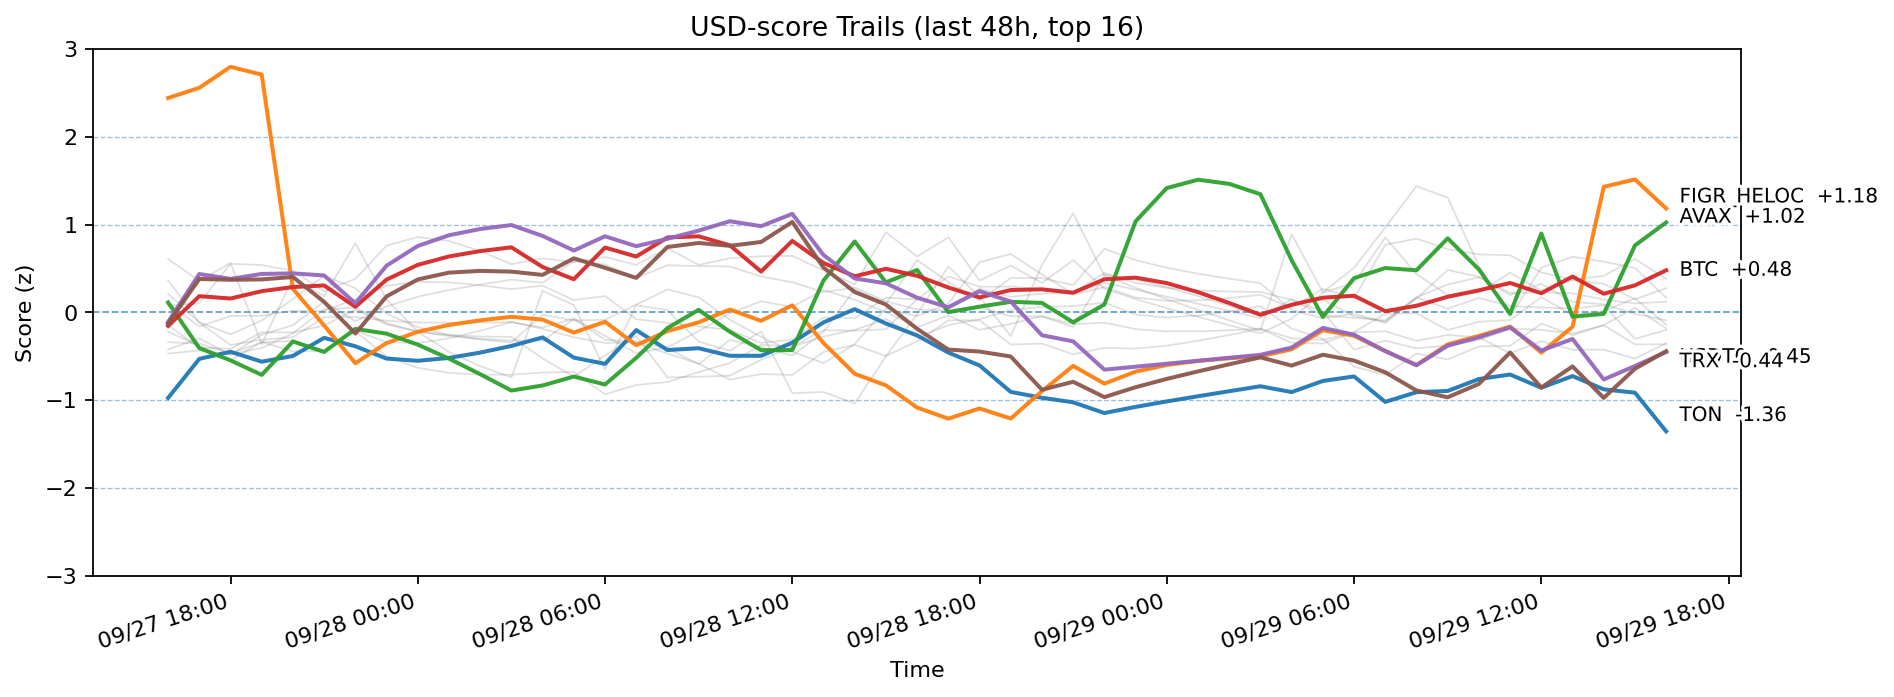 USD-score Trails (last 48h, top 16)
Score (z)
3
2
1
0
−1
−2
−3
FIGR_HELOC +1.18
AVAX +1.02
BTC +0.48
TRX -0.44
TON -1.36
09/27 18:00
09/28 00:00
09/28 06:00
09/28 12:00
09/28 18:00
09/29 00:00
09/29 06:00
09/29 12:00
09/29 18:00
Time